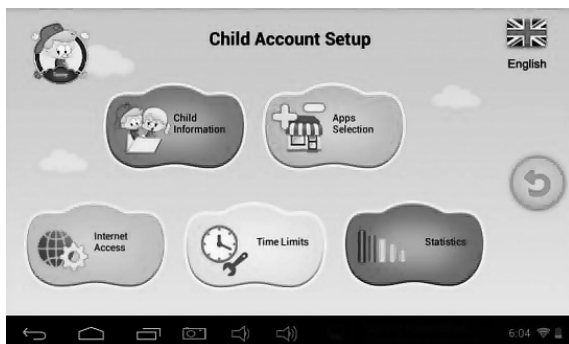 Child Account Setup
English
Child
Information
Apps
Selection
Internet
Access
Time Limits
Statistics
6:04